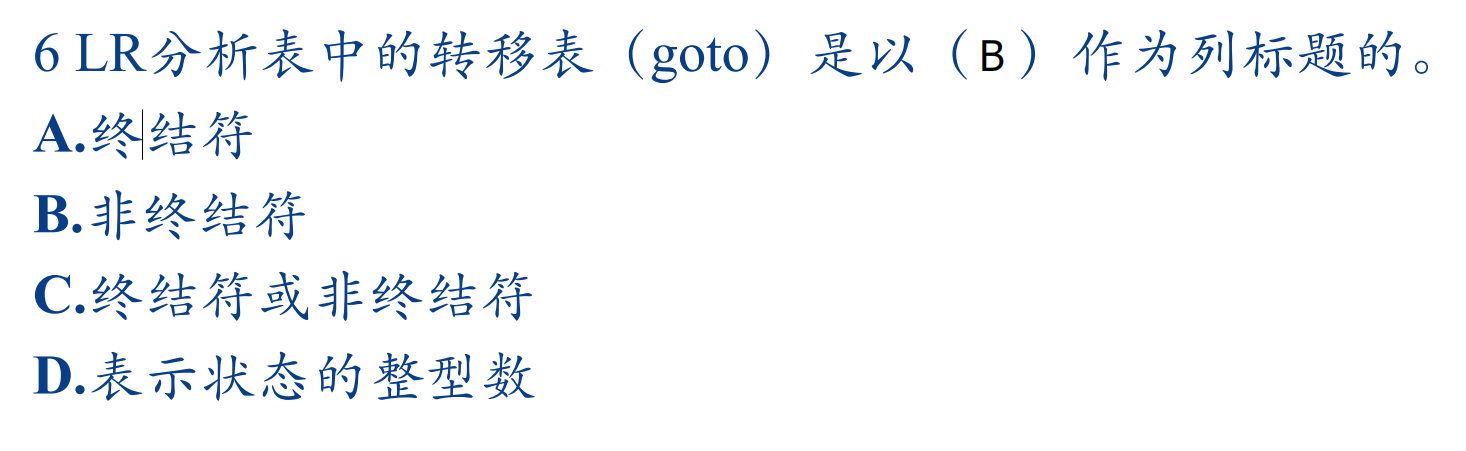 6 LR分析表中的转移表（goto）是以（B）作为列标题的。
A.终结符
B.非终结符
C.终结符或非终结符
D.表示状态的整型数